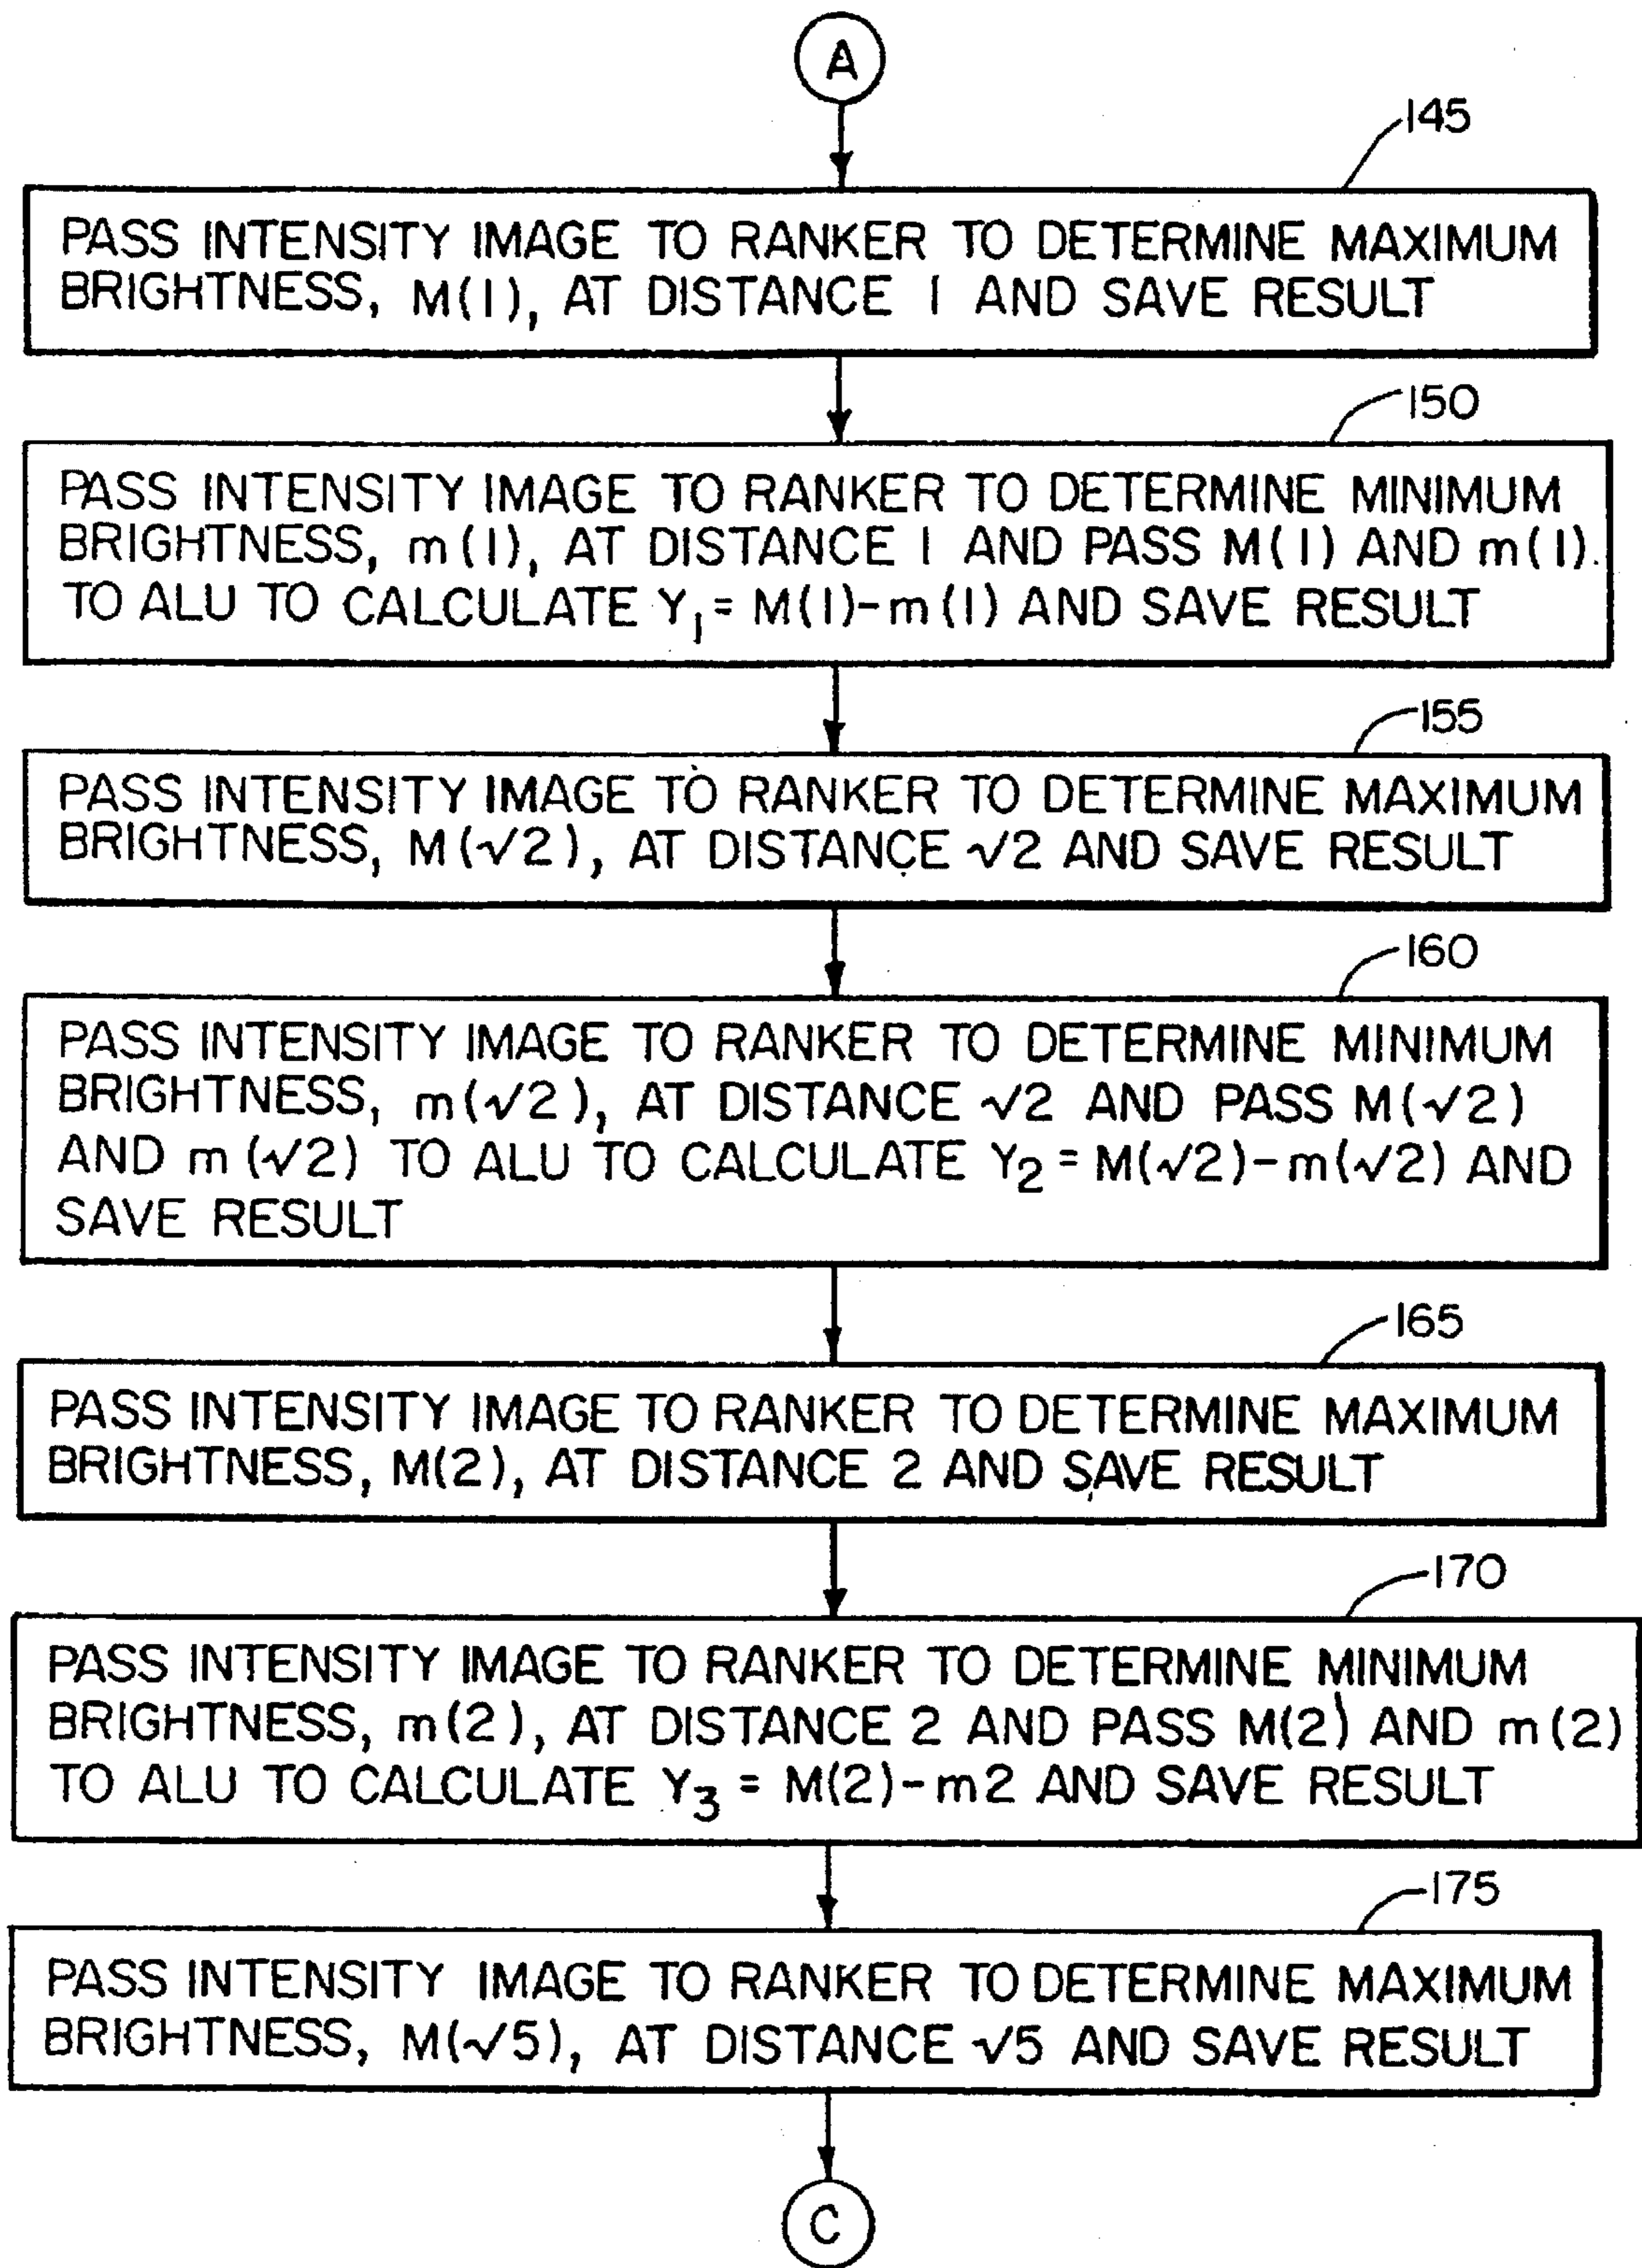 A
145
PASS INTENSITY IMAGE TO RANKER TO DETERMINE MAXIMUM
BRIGHTNESS, M(1), AT DISTANCE 1 AND SAVE RESULT
150
PASS INTENSITY IMAGE TO RANKER TO DETERMINE MINIMUM
BRIGHTNESS, m(1), AT DISTANCE 1 AND PASS M(1) AND m(1).
TO ALU TO CALCULATE Y₁ = M(1)-m(1) AND SAVE RESULT
155
PASS INTENSITY IMAGE TO RANKER TO DETERMINE MAXIMUM
BRIGHTNESS, M(√2), AT DISTANCE √2 AND SAVE RESULT
160
PASS INTENSITY IMAGE TO RANKER TO DETERMINE MINIMUM
BRIGHTNESS, m(√2), AT DISTANCE √2 AND PASS M(√2)
AND m(√2) TO ALU TO CALCULATE Y₂ = M(√2)-m(√2) AND
SAVE RESULT
165
PASS INTENSITY IMAGE TO RANKER TO DETERMINE MAXIMUM
BRIGHTNESS, M(2), AT DISTANCE 2 AND SAVE RESULT
170
PASS INTENSITY IMAGE TO RANKER TO DETERMINE MINIMUM
BRIGHTNESS, m(2), AT DISTANCE 2 AND PASS M(2) AND m(2)
TO ALU TO CALCULATE Y₃ = M(2)-m2 AND SAVE RESULT
175
PASS INTENSITY IMAGE TO RANKER TO DETERMINE MAXIMUM
BRIGHTNESS, M(√5), AT DISTANCE √5 AND SAVE RESULT
C